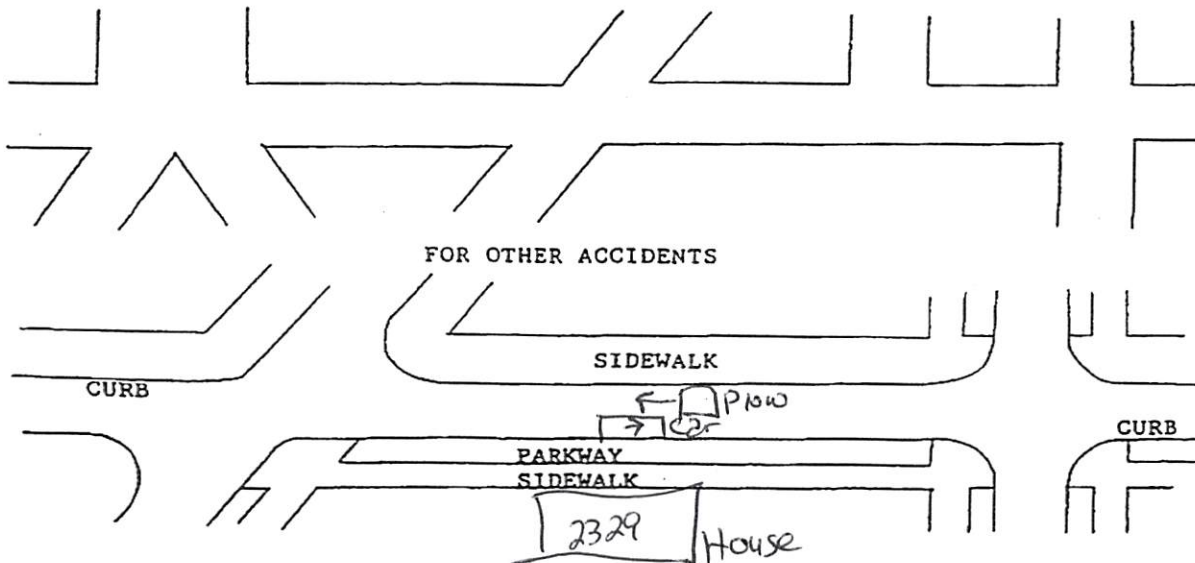 FOR OTHER ACCIDENTS
SIDEWALK
CURB
Plow
Car
CURB
PARKWAY
SIDEWALK
2329
House